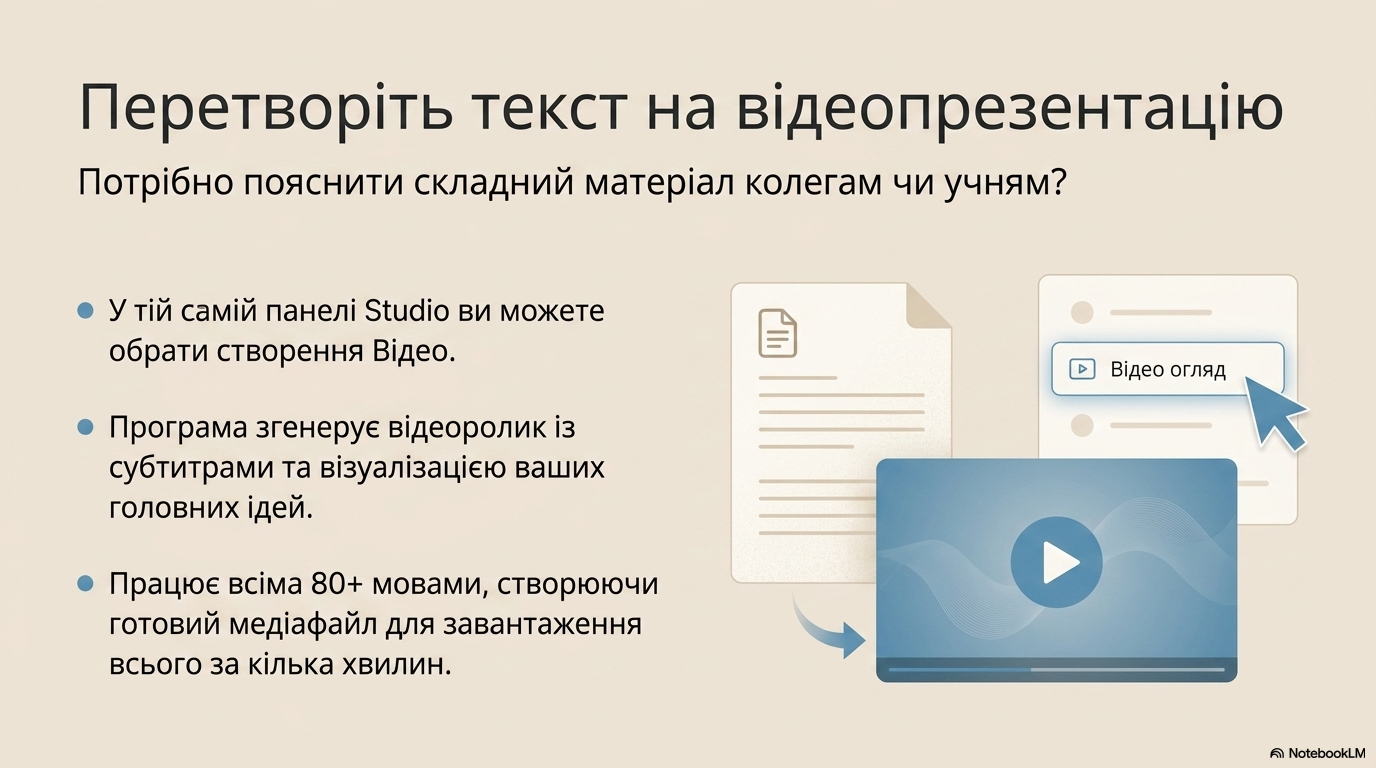 Перетворіть текст на відеопрезентацію
Потрібно пояснити складний матеріал колегам чи учням?
У тій самій панелі Studio ви можете
обрати створення Відео.
Програма згенерує відеоролик із
субтитрами та візуалізацією ваших
головних ідей.
Працює всіма 80+ мовами, створюючи
готовий медіафайл для завантаження
всього за кілька хвилин.
Відео огляд
NotebookLM